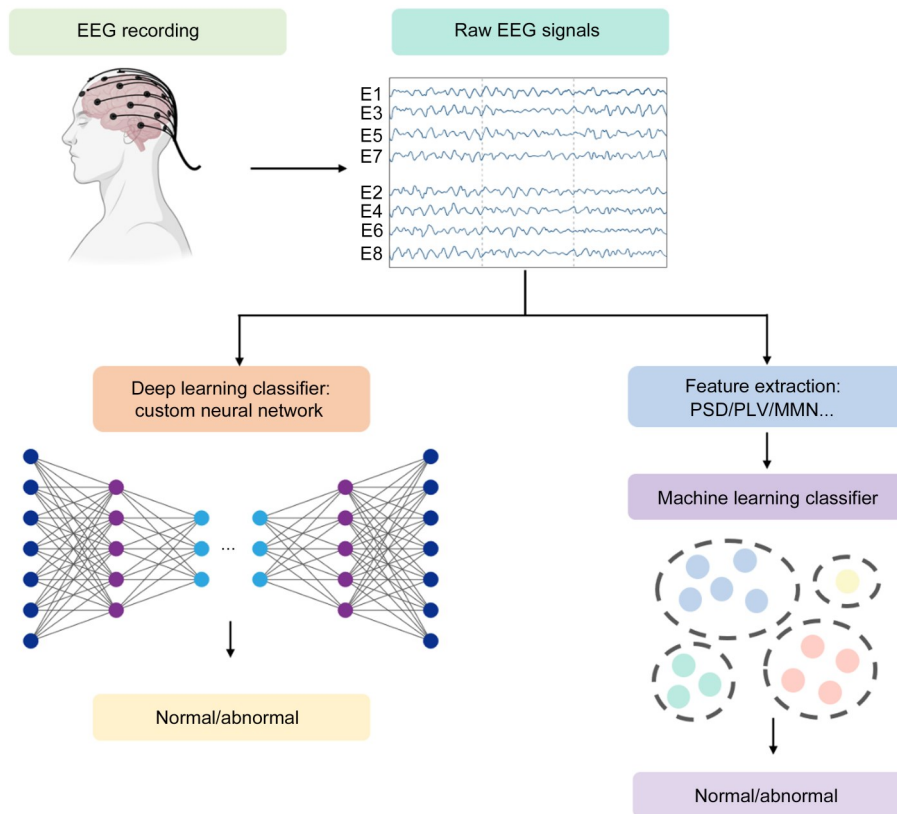 EEG recording
Raw EEG signals
E1
E3
E5
E7
E2
E4
E6
E8
Deep learning classifier:
custom neural network
Feature extraction:
PSD/PLV/MMN...
Machine learning classifier
...
Normal/abnormal
Normal/abnormal